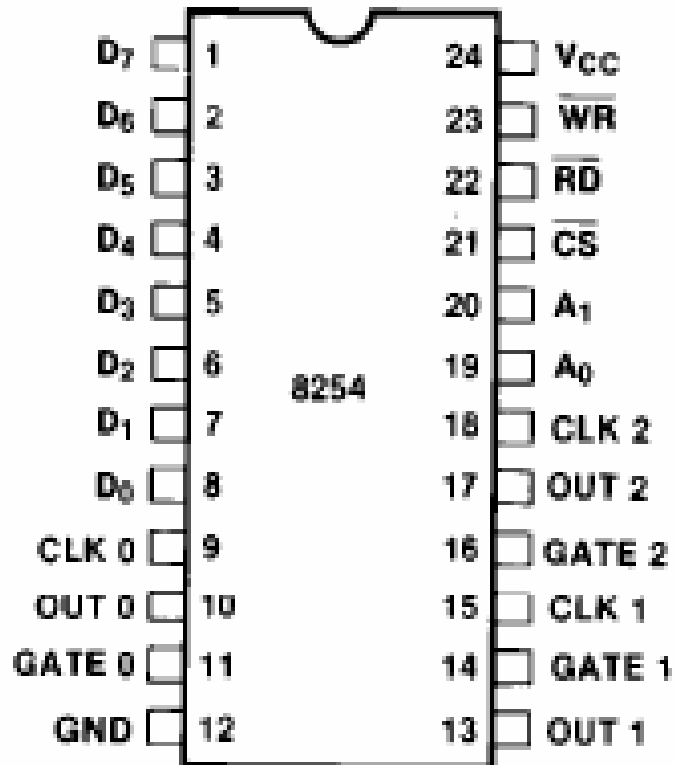 D7 1 24 VCC
D6 2 23 WR
D5 3 22 RD
D4 4 21 CS
D3 5 20 A1
D2 6 19 A0
8254
D1 7 18 CLK 2
D0 8 17 OUT 2
CLK 0 9 16 GATE 2
OUT 0 10 15 CLK 1
GATE 0 11 14 GATE 1
GND 12 13 OUT 1